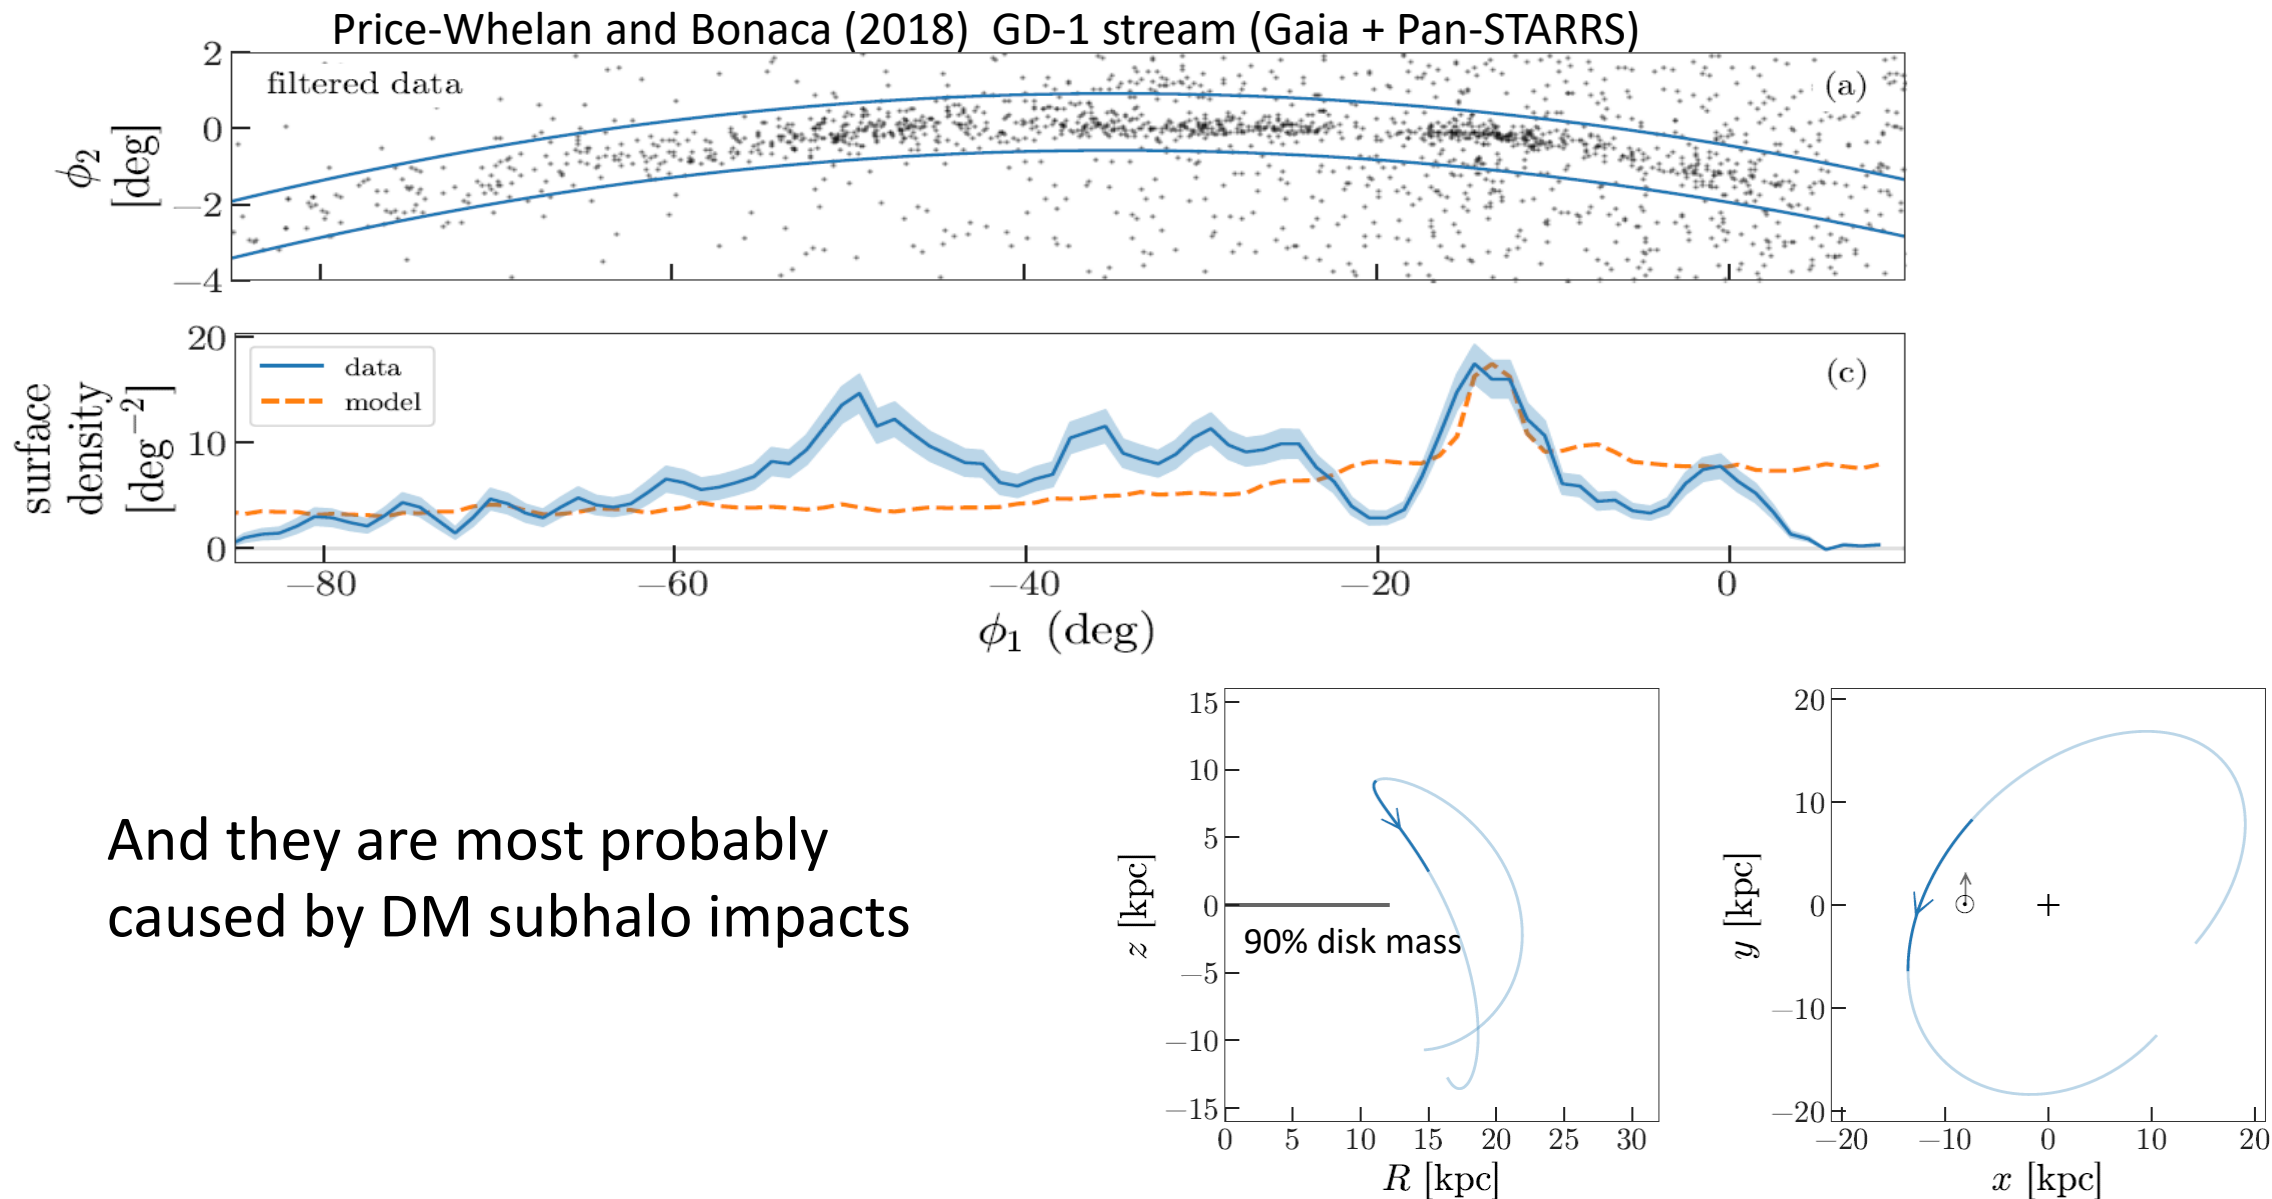 Price-Whelan and Bonaca (2018)  GD-1 stream (Gaia + Pan-STARRS)
filtered data
(a)
ϕ₂
[deg]
2
0
−2
−4
surface
density
[deg⁻²]
20
10
0
data
model
(c)
−80 −60 −40 −20 0
ϕ₁ (deg)
And they are most probably
caused by DM subhalo impacts
z [kpc]
15
10
5
0
−5
−10
−15
90% disk mass
0 5 10 15 20 25 30
R [kpc]
y [kpc]
20
10
0
−10
−20
−20 −10 0 10 20
x [kpc]